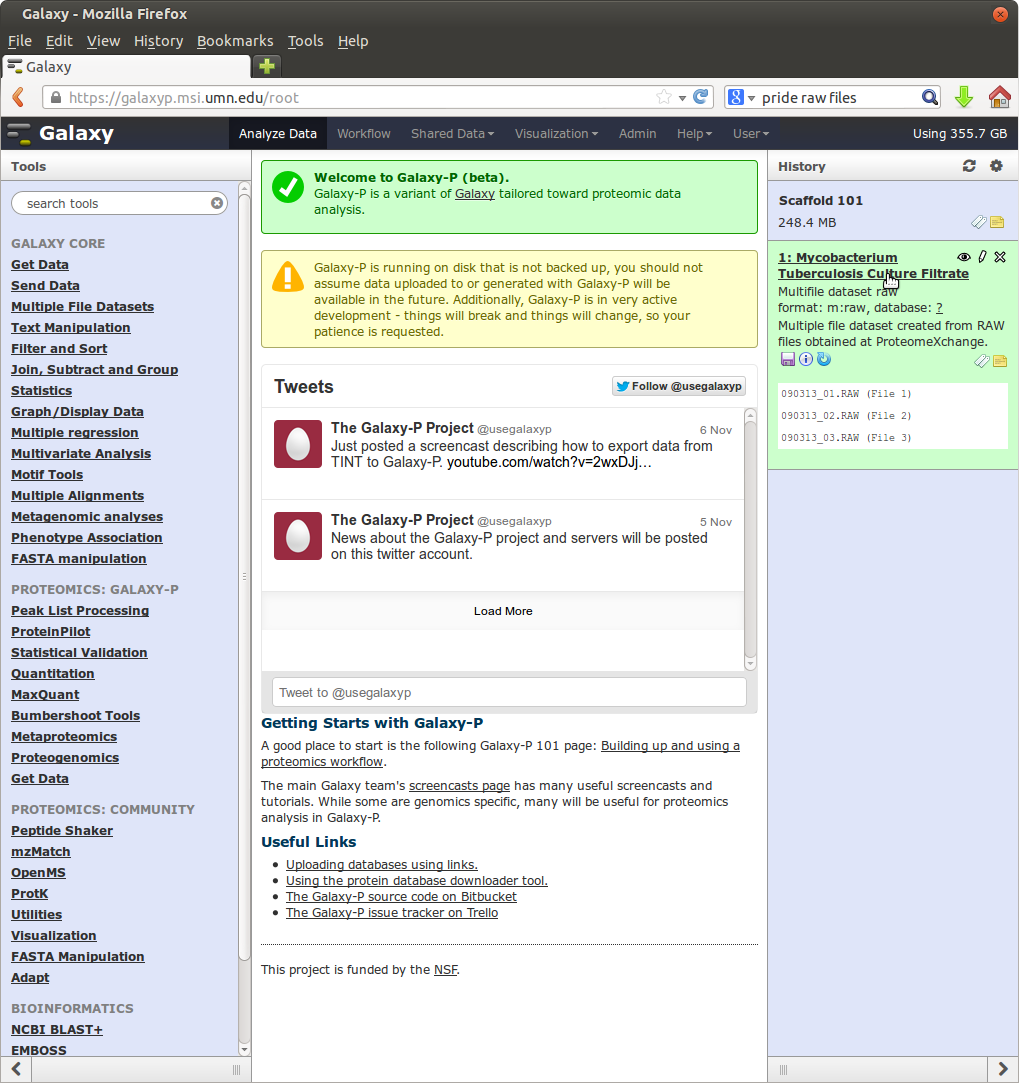 Galaxy - Mozilla Firefox
File Edit View History Bookmarks Tools Help
Galaxy
https://galaxyp.msi.umn.edu/root
8 pride raw files
Galaxy
Analyze Data Workflow Shared Data Visualization Admin Help User
Using 355.7 GB
Tools
search tools
GALAXY CORE
Get Data
Send Data
Multiple File Datasets
Text Manipulation
Filter and Sort
Join, Subtract and Group
Statistics
Graph/Display Data
Multiple regression
Multivariate Analysis
Motif Tools
Multiple Alignments
Metagenomic analyses
Phenotype Association
FASTA manipulation
PROTEOMICS: GALAXY-P
Peak List Processing
ProteinPilot
Statistical Validation
Quantitation
MaxQuant
Bumbershoot Tools
Metaproteomics
Proteogenomics
Get Data
PROTEOMICS: COMMUNITY
Peptide Shaker
mzMatch
OpenMS
ProtK
Utilities
Visualization
FASTA Manipulation
Adapt
BIOINFORMATICS
NCBI BLAST+
EMBOSS
Welcome to Galaxy-P (beta).
Galaxy-P is a variant of Galaxy tailored toward proteomic data
analysis.
Galaxy-P is running on disk that is not backed up, you should not
assume data uploaded to or generated with Galaxy-P will be
available in the future. Additionally, Galaxy-P is in very active
development - things will break and things will change, so your
patience is requested.
Tweets
Follow @usegalaxyp
The Galaxy-P Project @usegalaxyp 6 Nov
Just posted a screencast describing how to export data from
TINT to Galaxy-P. youtube.com/watch?v=2wxDJj…
The Galaxy-P Project @usegalaxyp 5 Nov
News about the Galaxy-P project and servers will be posted
on this twitter account.
Load More
Tweet to @usegalaxyp
Getting Starts with Galaxy-P
A good place to start is the following Galaxy-P 101 page: Building up and using a
proteomics workflow.
The main Galaxy team's screencasts page has many useful screencasts and
tutorials. While some are genomics specific, many will be useful for proteomics
analysis in Galaxy-P.
Useful Links
• Uploading databases using links.
• Using the protein database downloader tool.
• The Galaxy-P source code on Bitbucket
• The Galaxy-P issue tracker on Trello
This project is funded by the NSF.
History
Scaffold 101
248.4 MB
1: Mycobacterium
Tuberculosis Culture Filtrate
Multifile dataset raw
format: m:raw, database: ?
Multiple file dataset created from RAW
files obtained at ProteomeXchange.
090313_01.RAW (File 1)
090313_02.RAW (File 2)
090313_03.RAW (File 3)